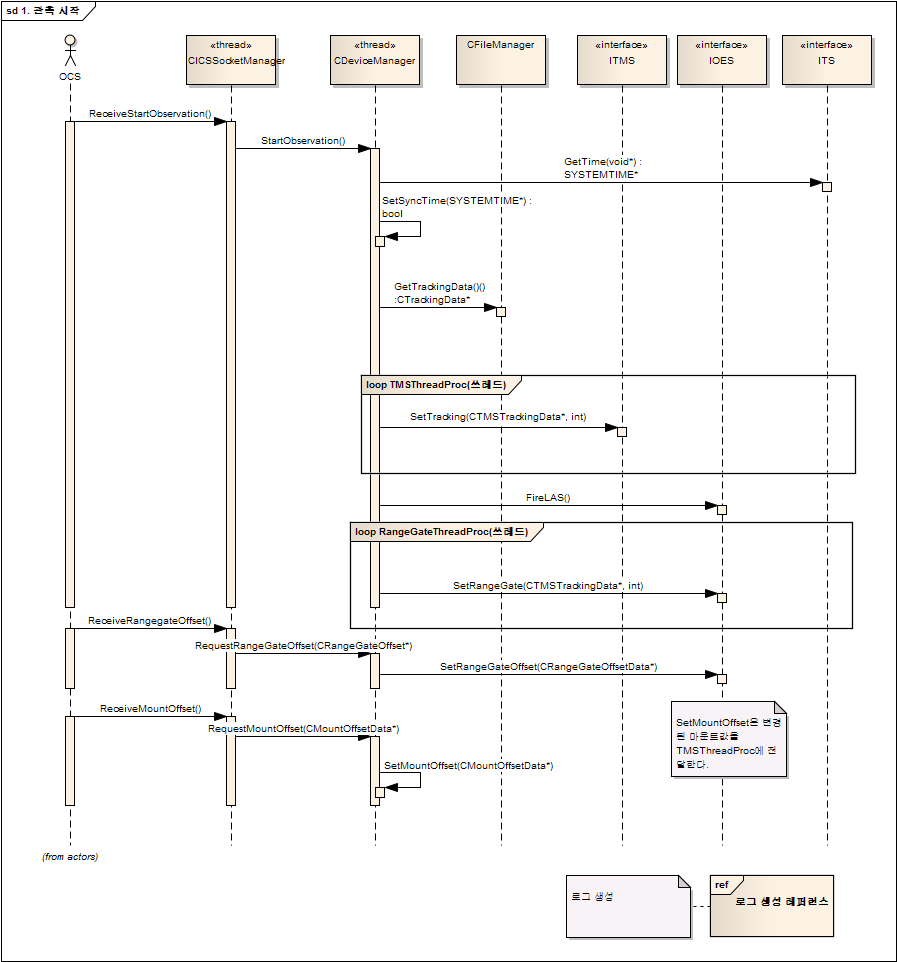 sd 1. 관측 시작
OCS
«thread»
CICSSocketManager
«thread»
CDeviceManager
CFileManager
«interface»
ITMS
«interface»
IOES
«interface»
ITS
ReceiveStartObservation()
StartObservation()
GetTime(void*) :
SYSTEMTIME*
SetSyncTime(SYSTEMTIME*) :
bool
GetTrackingData()()
:CTrackingData*
loop TMSThreadProc(쓰레드)
SetTracking(CTMSTrackingData*, int)
FireLAS()
loop RangeGateThreadProc(쓰레드)
SetRangeGate(CTMSTrackingData*, int)
ReceiveRangegateOffset()
RequestRangeGateOffset(CRangeGateOffset*)
SetRangeGateOffset(CRangeGateOffsetData*)
ReceiveMountOffset()
RequestMountOffset(CMountOffsetData*)
SetMountOffset(CMountOffsetData*)
SetMountOffset은 변경
된 마운트값을
TMSThreadProc에 전
달한다.
(from actors)
로그 생성
ref
로그 생성 레퍼런스